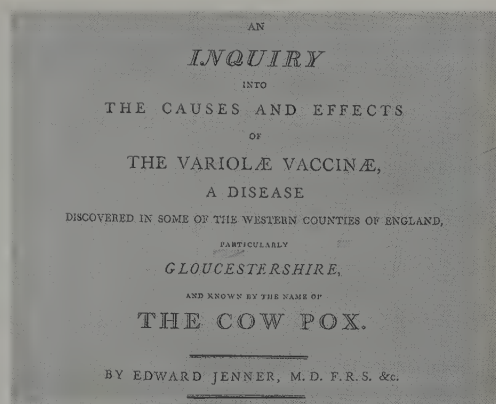 AN
INQUIRY
INTO
THE CAUSES AND EFFECTS
OF
THE VARIOLÆ VACCINÆ,
A DISEASE
DISCOVERED IN SOME OF THE WESTERN COUNTIES OF ENGLAND,
PARTICULARLY
GLOUCESTERSHIRE,
AND KNOWN BY THE NAME OF
THE COW POX.
BY EDWARD JENNER, M.D. F.R.S. &c.